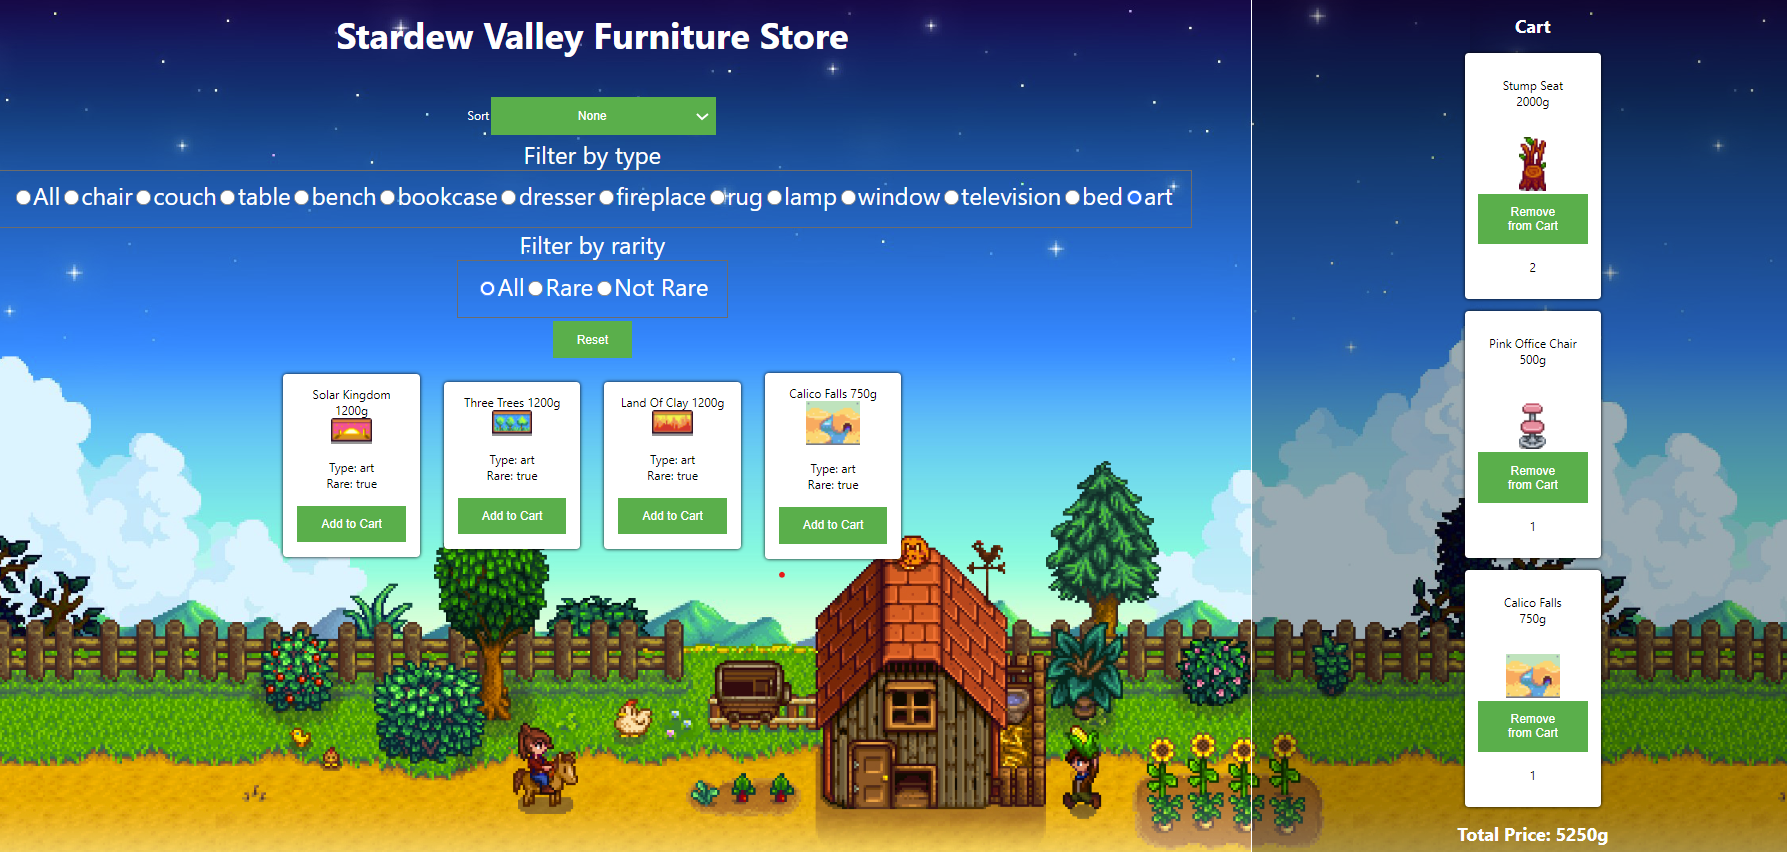 Stardew Valley Furniture Store
Sort None
Filter by type
All chair couch table bench bookcase dresser fireplace rug lamp window television bed art
Filter by rarity
All Rare Not Rare
Reset
Solar Kingdom
1200g
Type: art
Rare: true
Add to Cart
Three Trees 1200g
Type: art
Rare: true
Add to Cart
Land Of Clay 1200g
Type: art
Rare: true
Add to Cart
Calico Falls 750g
Type: art
Rare: true
Add to Cart
Cart
Stump Seat
2000g
Remove
from Cart
2
Pink Office Chair
500g
Remove
from Cart
1
Calico Falls
750g
Remove
from Cart
1
Total Price: 5250g